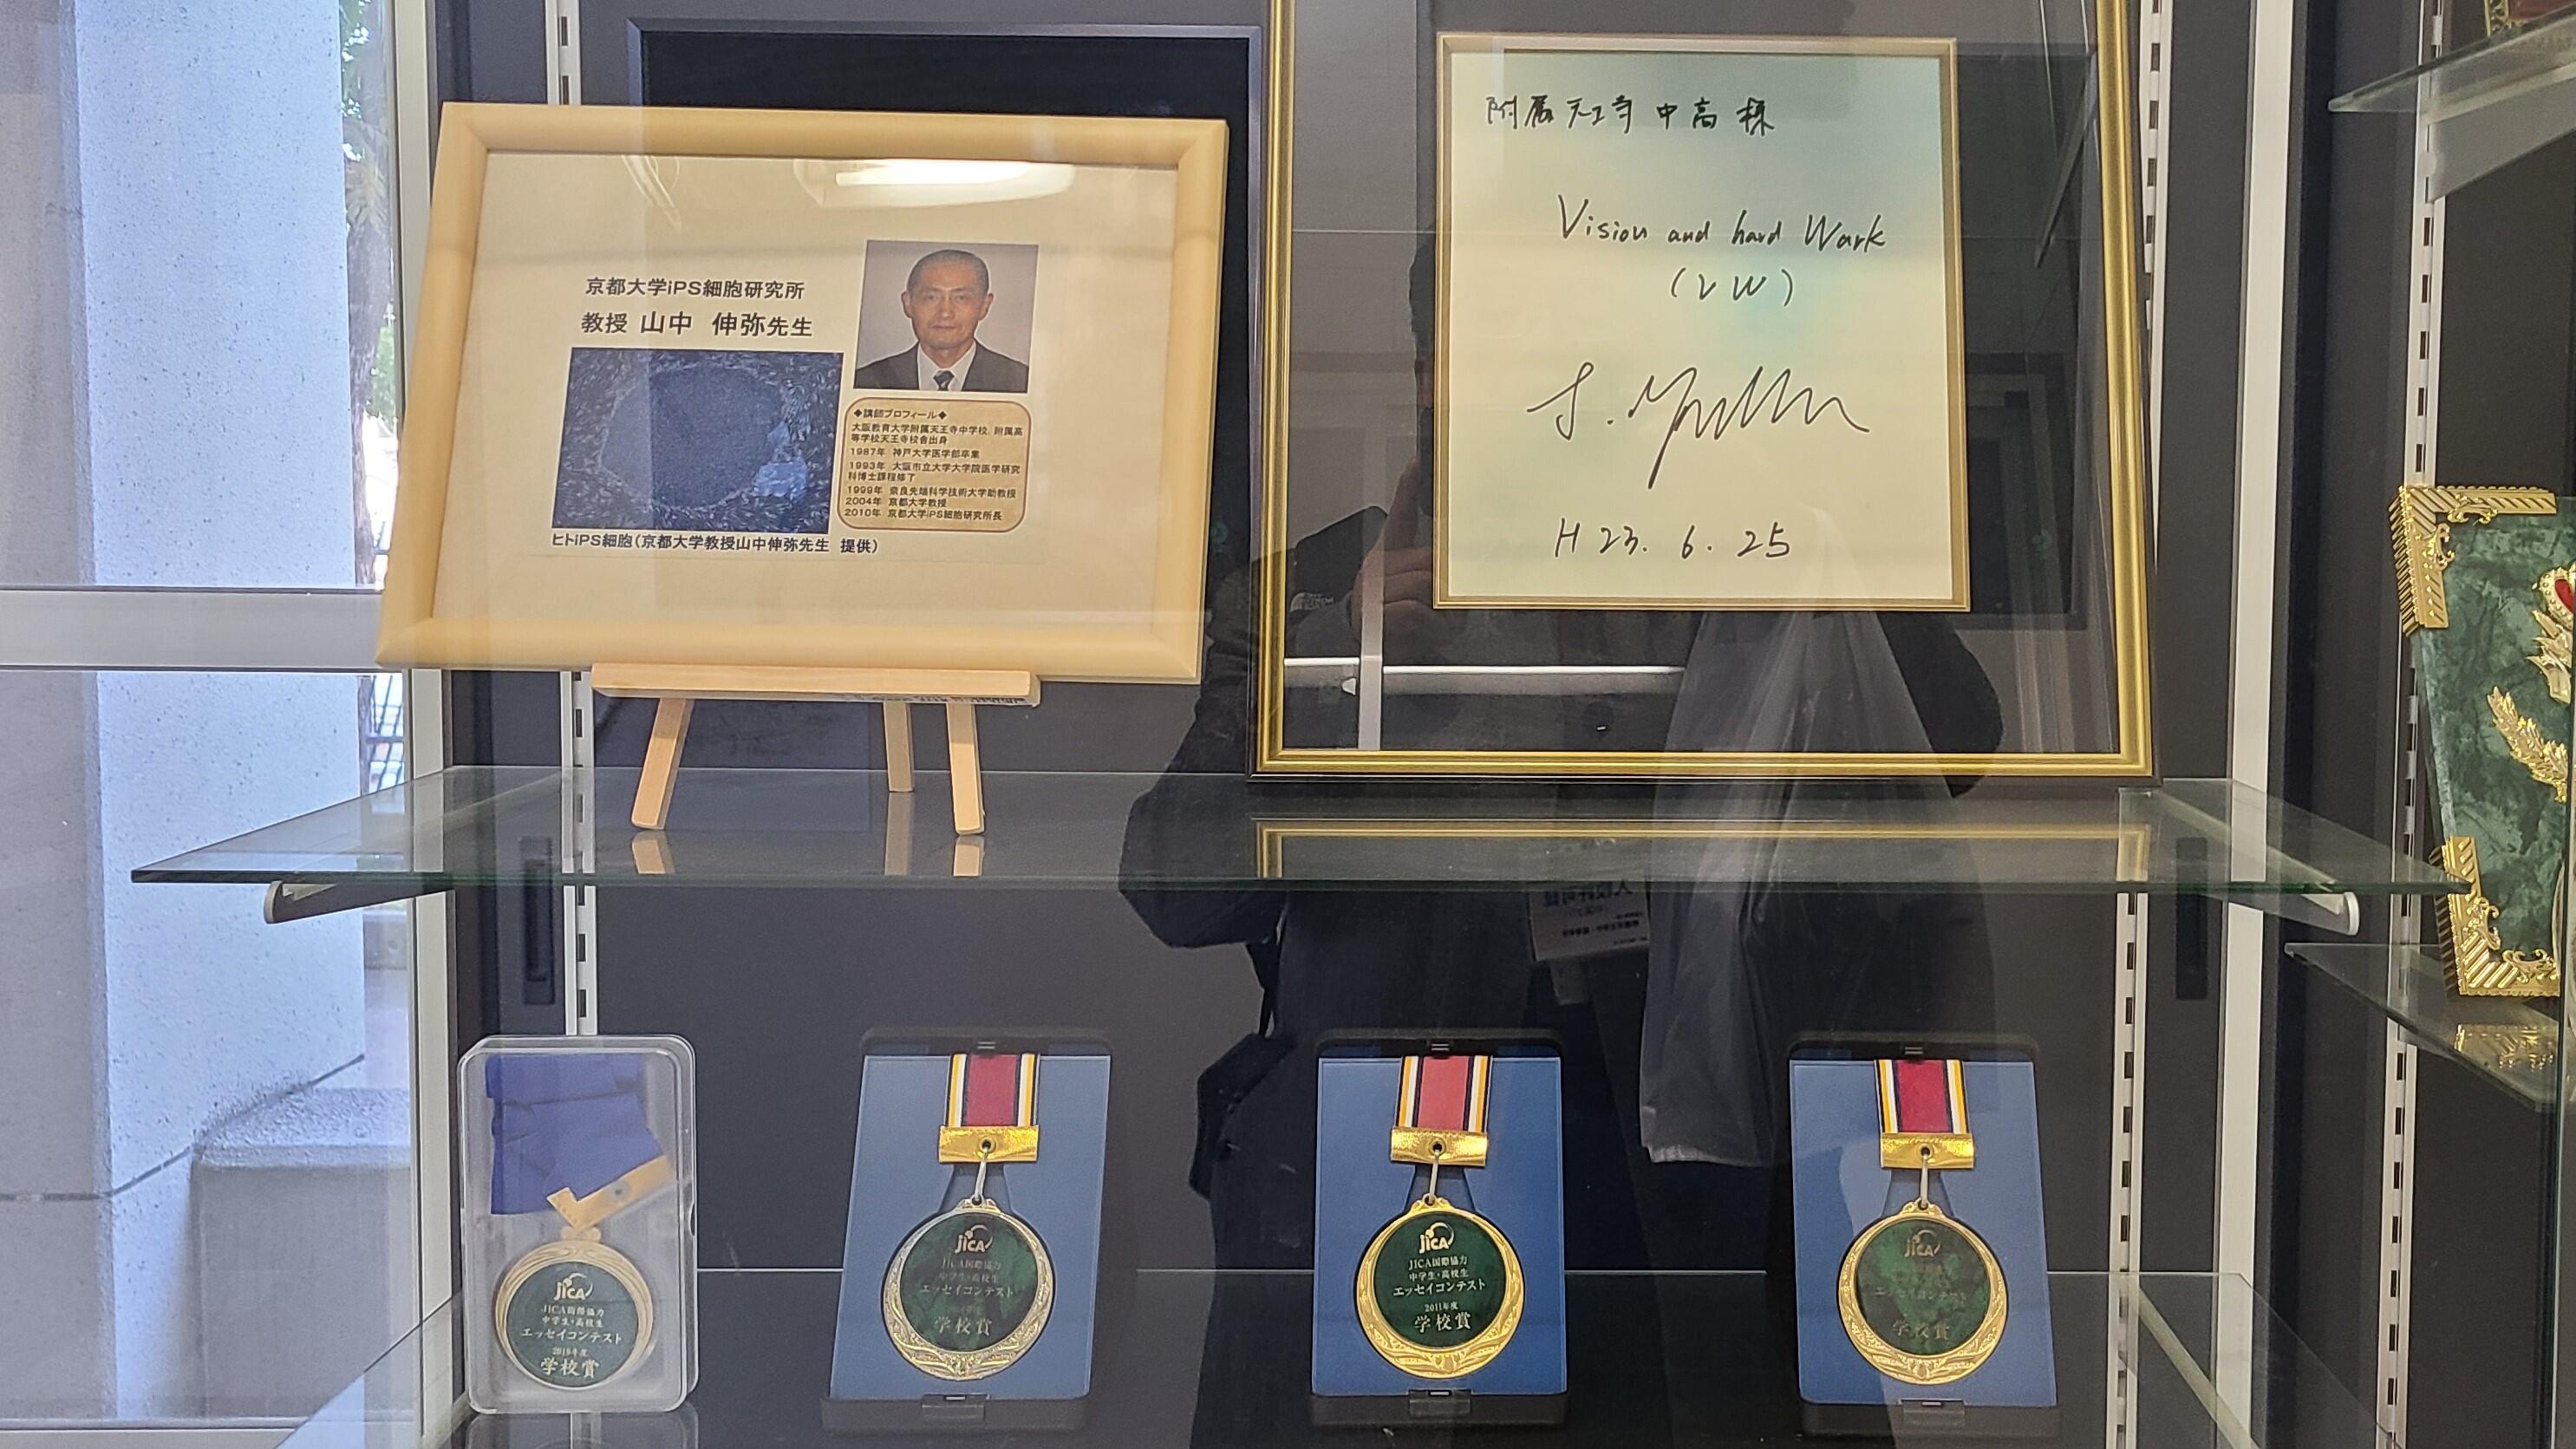 京都大学iPS細胞研究所
教授 山中 伸弥先生
◆講師プロフィール◆
大阪教育大学附属天王寺中学校、附属高
等学校天王寺校舎出身
1987年 神戸大学医学部卒業
1993年 大阪市立大学大学院医学研究
科博士課程修了
1999年 奈良先端科学技術大学助教授
2004年 京都大学教授
2010年 京都大学iPS細胞研究所長
ヒトiPS細胞(京都大学教授山中伸弥先生 提供)
附属天王寺中高様
Vision and hard Work
(VW)
H 23. 6. 25
JICA
JICA国際協力
中学生・高校生
エッセイコンテスト
学校賞
JICA
JICA国際協力
中学生・高校生
エッセイコンテスト
学校賞
JICA
JICA国際協力
中学生・高校生
エッセイコンテスト
2011年度
学校賞
JICA
エッセイコンテスト
学校賞